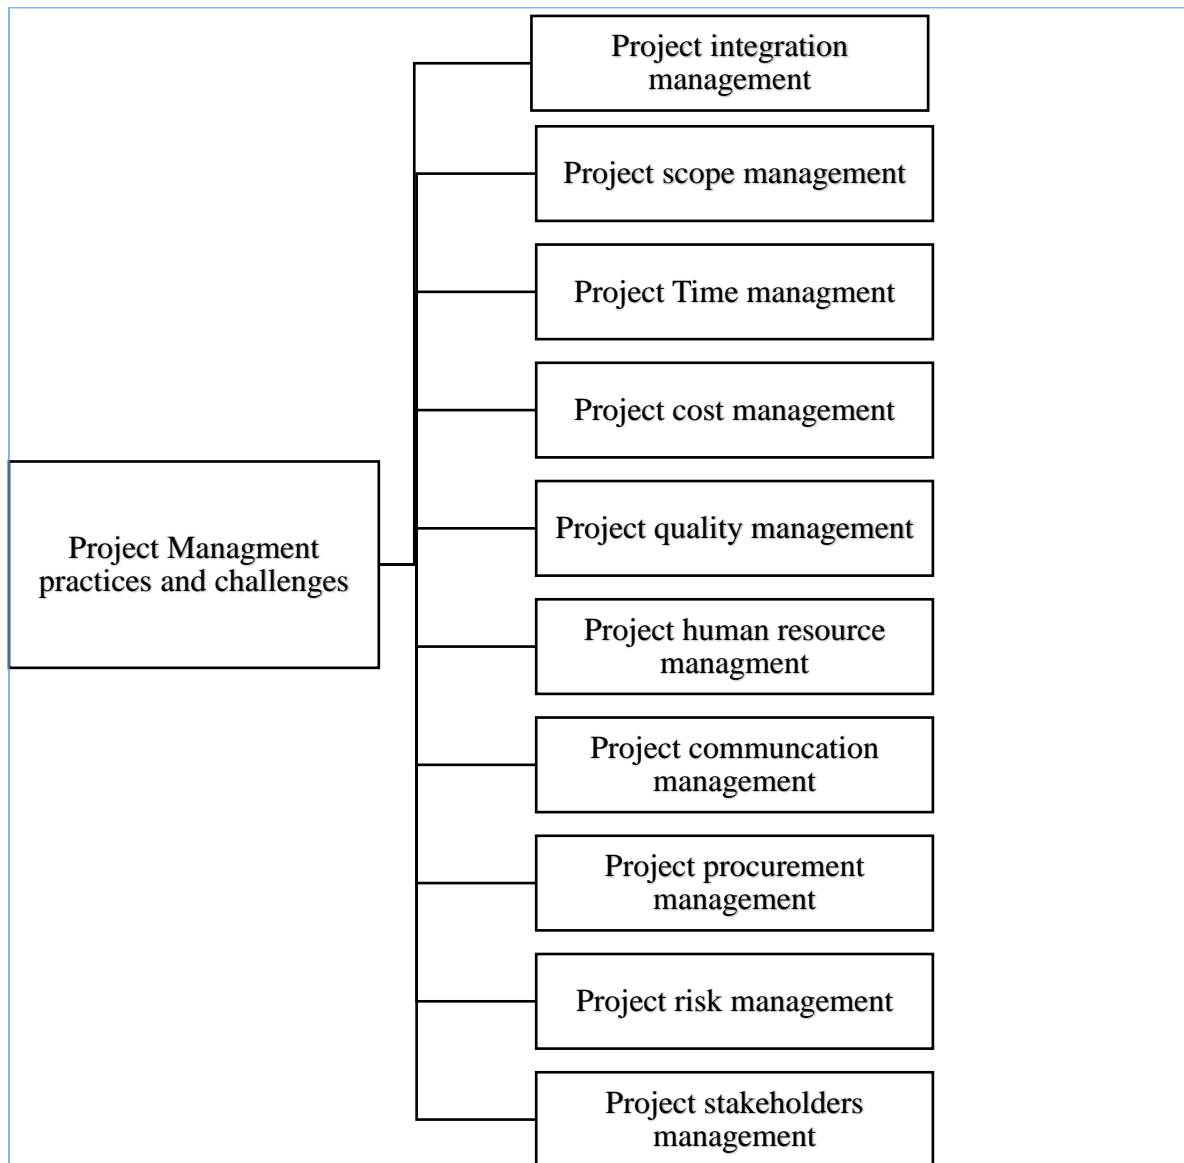 Project integration
management
Project scope management
Project Time managment
Project cost management
Project quality management
Project Managment
practices and challenges
Project human resource
managment
Project communcation
management
Project procurement
management
Project risk management
Project stakeholders
management